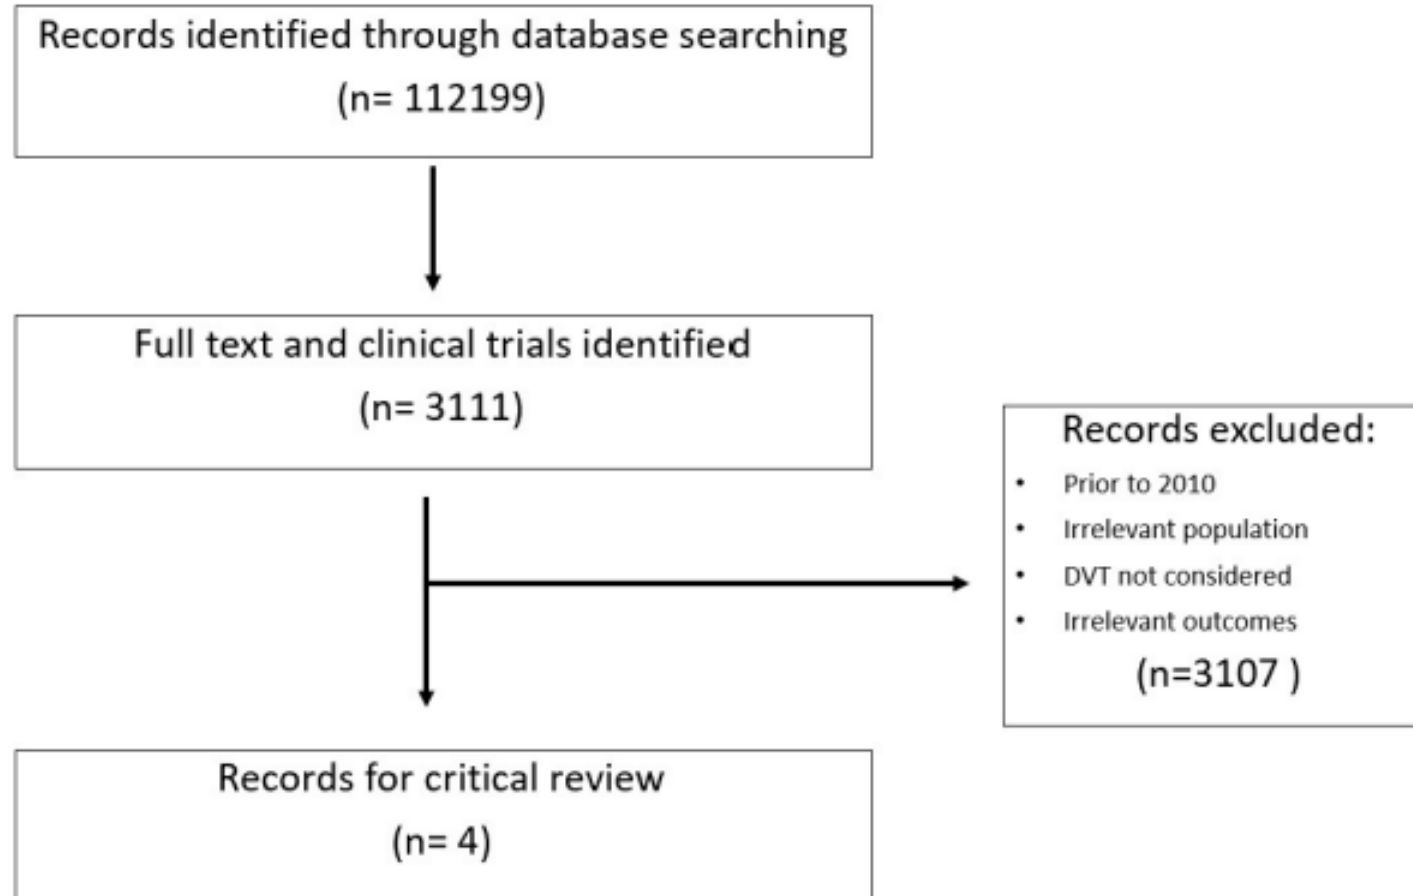 Records identified through database searching
(n= 112199)
Full text and clinical trials identified
(n= 3111)
Records excluded:
• Prior to 2010
• Irrelevant population
• DVT not considered
• Irrelevant outcomes
(n=3107 )
Records for critical review
(n= 4)